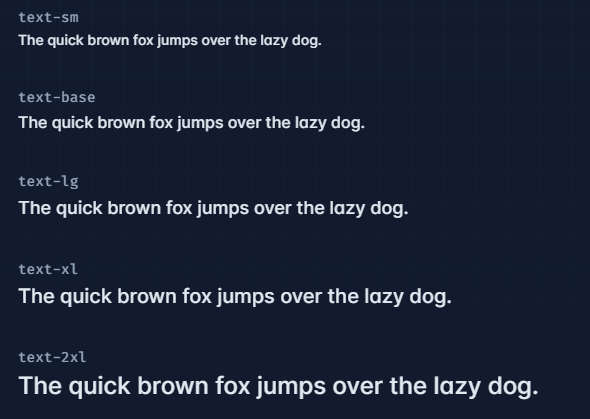 text-sm
The quick brown fox jumps over the lazy dog.
text-base
The quick brown fox jumps over the lazy dog.
text-lg
The quick brown fox jumps over the lazy dog.
text-xl
The quick brown fox jumps over the lazy dog.
text-2xl
The quick brown fox jumps over the lazy dog.